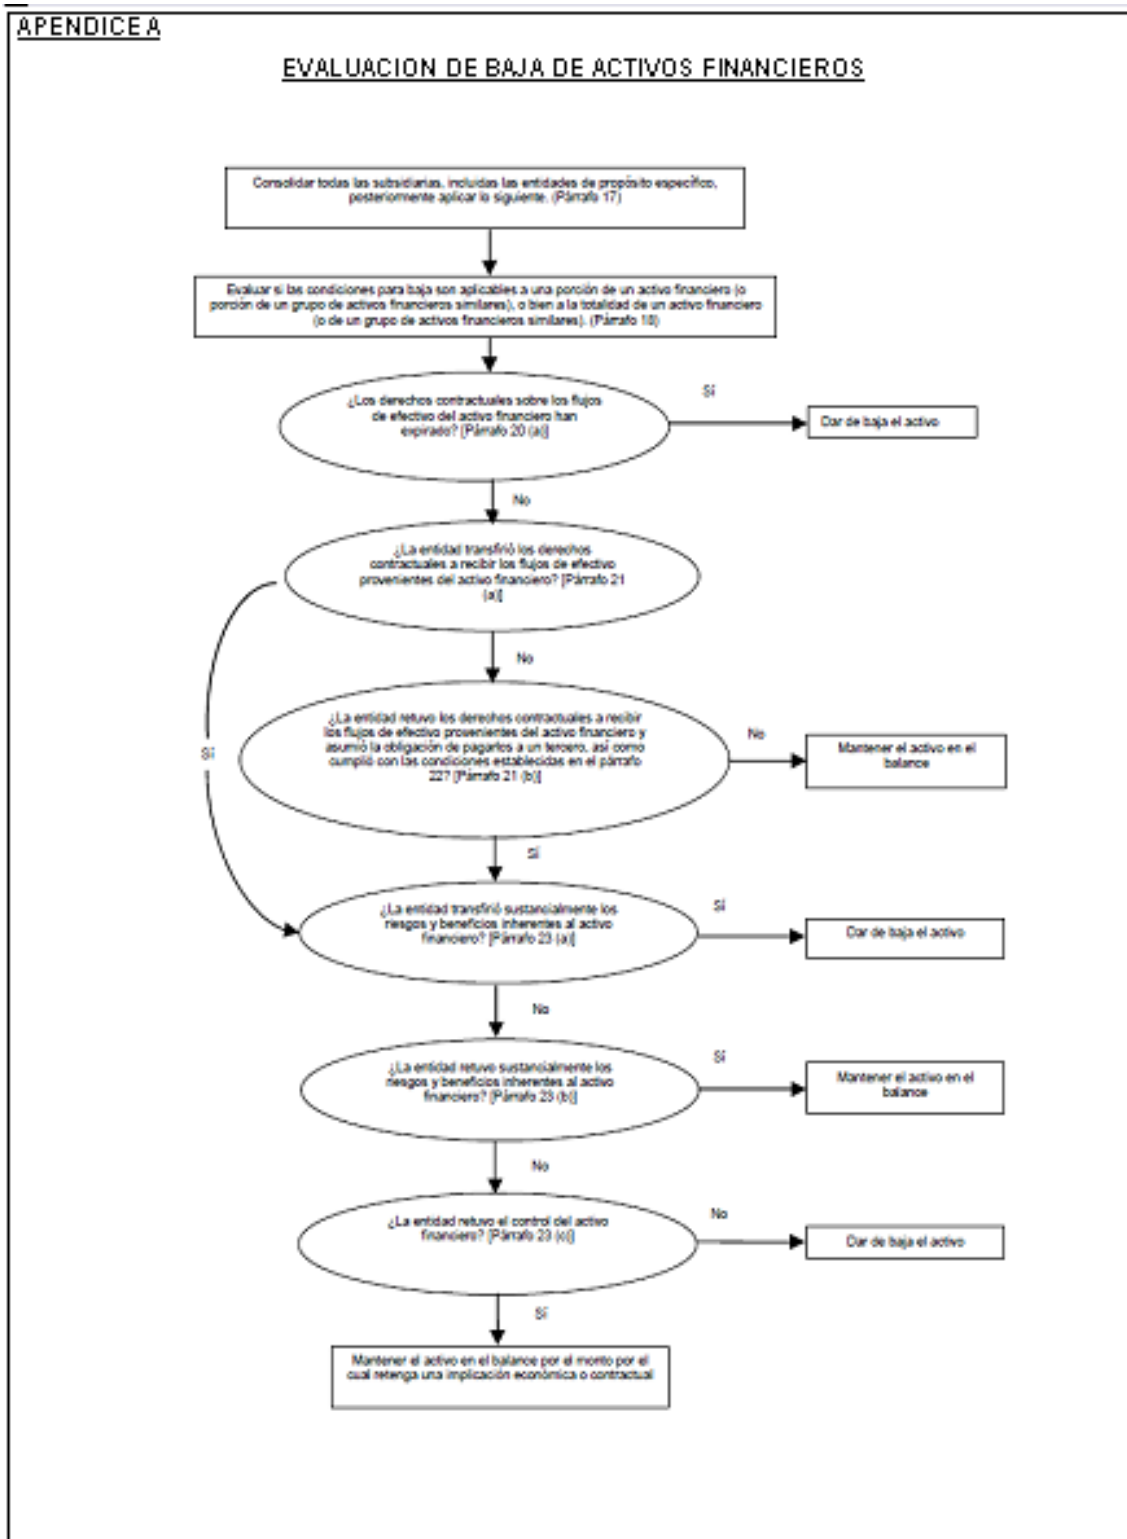 APENDICE A
EVALUACION DE BAJA DE ACTIVOS FINANCIEROS
Consolidar todas las subsidiarias, incluidas las entidades de propósito específico,
posteriormente aplicar lo siguiente. (Párrafo 17)
Evaluar si las condiciones para baja son aplicables a una porción de un activo financiero (o
porción de un grupo de activos financieros similares), o bien a la totalidad de un activo financiero
(o de un grupo de activos financieros similares). (Párrafo 18)
¿Los derechos contractuales sobre los flujos
de efectivo del activo financiero han
expirado? [Párrafo 20 (a)]
Sí
Dar de baja el activo
No
¿La entidad transfirió los derechos
contractuales a recibir los flujos de efectivo
provenientes del activo financiero? [Párrafo 21
(a)]
No
Sí
¿La entidad retuvo los derechos contractuales a recibir
los flujos de efectivo provenientes del activo financiero y
asumió la obligación de pagarlos a un tercero, así como
cumplió con las condiciones establecidas en el párrafo
22? [Párrafo 21 (b)]
No
Mantener el activo en el
balance
Sí
¿La entidad transfirió sustancialmente los
riesgos y beneficios inherentes al activo
financiero? [Párrafo 23 (a)]
Sí
Dar de baja el activo
No
¿La entidad retuvo sustancialmente los
riesgos y beneficios inherentes al activo
financiero? [Párrafo 23 (b)]
Sí
Mantener el activo en el
balance
No
¿La entidad retuvo el control del activo
financiero? [Párrafo 23 (c)]
No
Dar de baja el activo
Sí
Mantener el activo en el balance por el monto por el
cual retenga una implicación económica o contractual